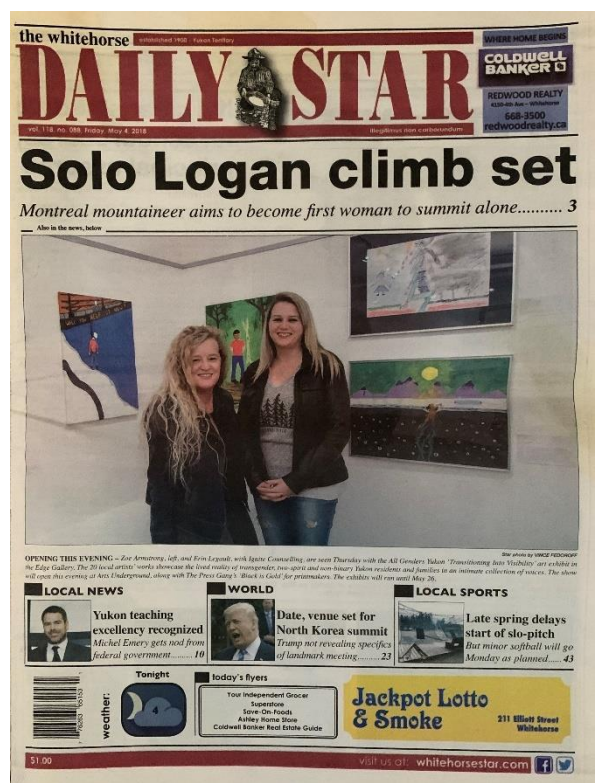 the whitehorse
established 1900 - Yukon Territory
DAILY STAR
vol. 118 no. 088, Friday, May 4, 2018
illegitimus non carborundum
WHERE HOME BEGINS
COLDWELL
BANKER
REDWOOD REALTY
4150-4th Ave - Whitehorse
668-3500
redwoodrealty.ca
Solo Logan climb set
Montreal mountaineer aims to become first woman to summit alone.......... 3
Also in the news, below
Star photo by VINCE FEDOROFF
OPENING THIS EVENING – Zoe Armstrong, left, and Erin Legault, with Ignite Counselling, are seen Thursday with the All Genders Yukon 'Transitioning Into Visibility' art exhibit in
the Edge Gallery. The 20 local artists' works showcase the lived reality of transgender, two-spirit and non-binary Yukon residents and families in an intimate collection of voices. The show
will open this evening at Arts Underground, along with The Press Gang's 'Black is Gold' for printmakers. The exhibits will run until May 26.
LOCAL NEWS
Yukon teaching
excellency recognized
Michel Emery gets nod from
federal government......... 10
WORLD
Date, venue set for
North Korea summit
Trump not revealing specifics
of landmark meeting.......... 23
LOCAL SPORTS
Late spring delays
start of slo-pitch
But minor softball will go
Monday as planned...... 43
weather:
Tonight
4
today's flyers
Your Independent Grocer
Superstore
Save-On-Foods
Ashley Home Store
Coldwell Banker Real Estate Guide
Jackpot Lotto
& Smoke
211 Elliott Street
Whitehorse
$1.00
visit us at: whitehorsestar.com